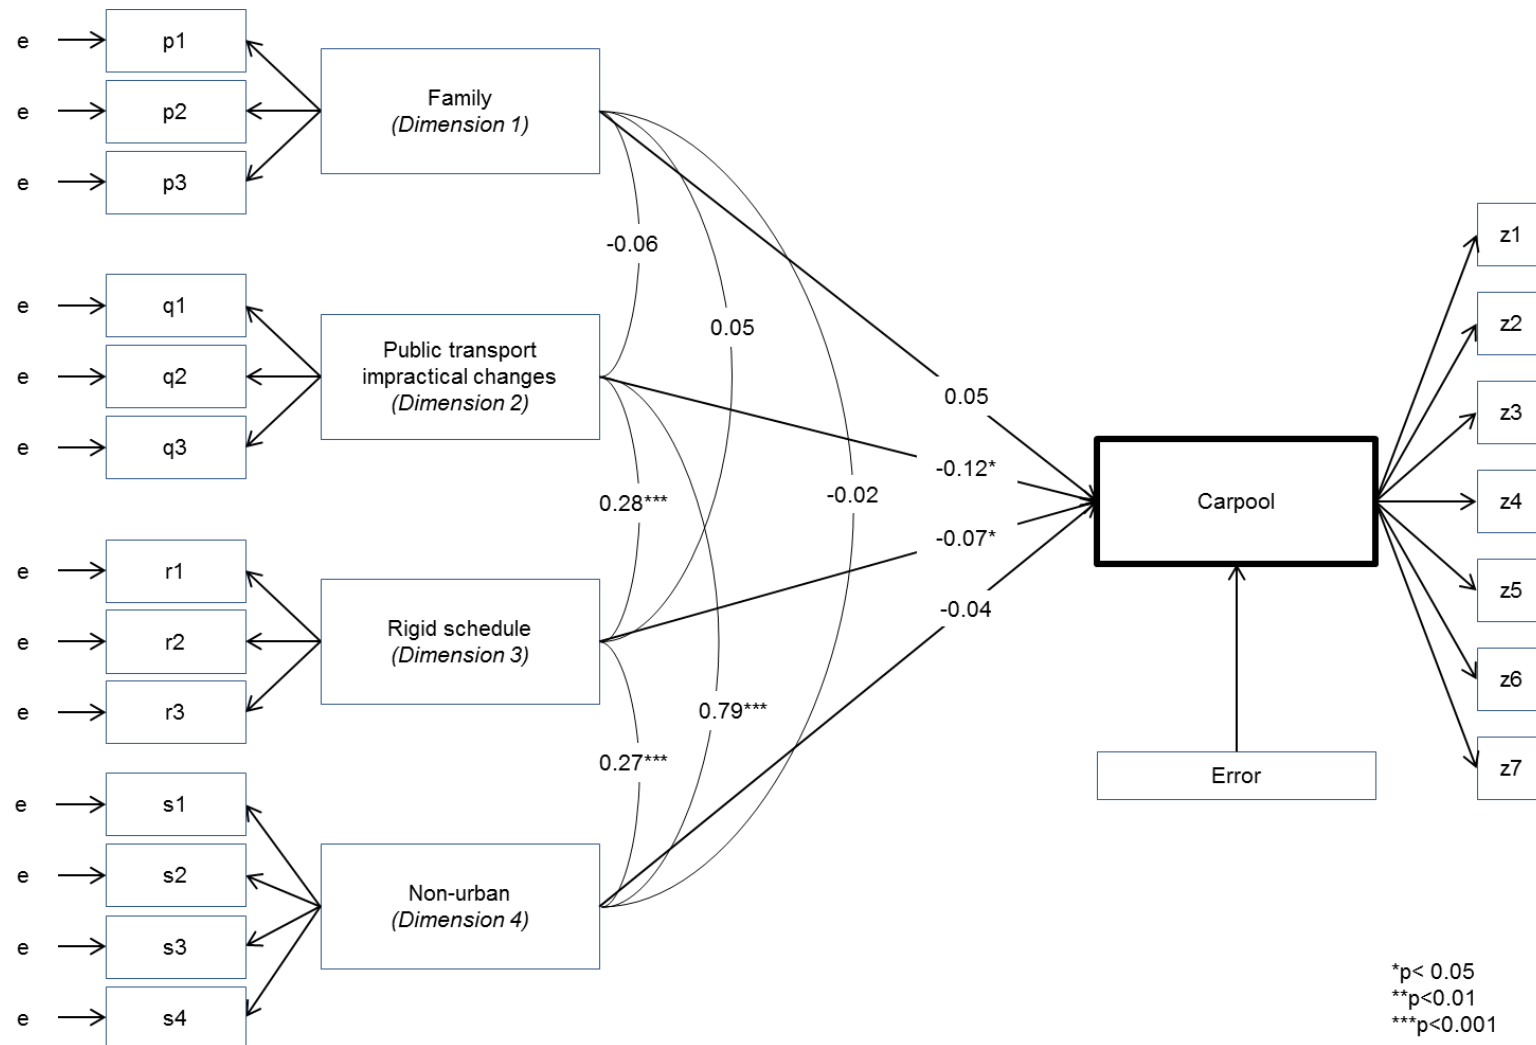 e
p1
e
p2
e
p3
Family
(Dimension 1)
-0.06
0.05
e
q1
e
q2
e
q3
Public transport
impractical changes
(Dimension 2)
0.28***
-0.02
0.05
-0.12*
-0.07*
-0.04
e
r1
e
r2
e
r3
Rigid schedule
(Dimension 3)
0.79***
0.27***
e
s1
e
s2
e
s3
e
s4
Non-urban
(Dimension 4)
Carpool
Error
z1
z2
z3
z4
z5
z6
z7
*p< 0.05
**p<0.01
***p<0.001